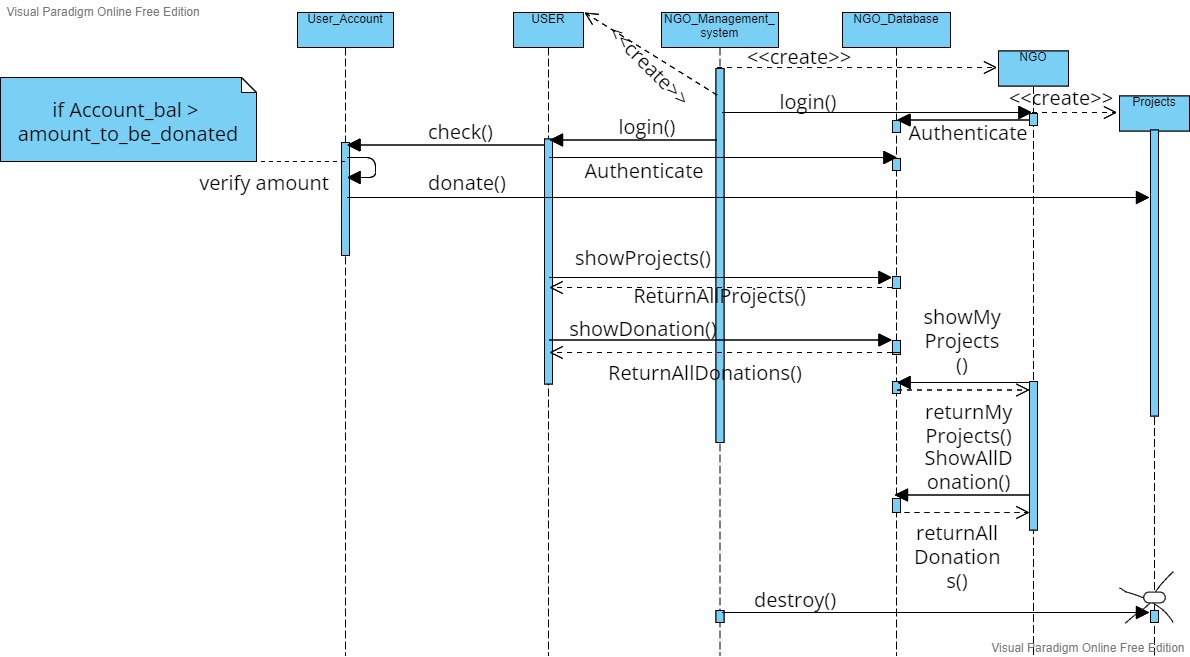 Visual Paradigm Online Free Edition
User_Account
USER
NGO_Management_
system
NGO_Database
NGO
Projects
<<create>>
<<create>>
<<create>>
if Account_bal >
amount_to_be_donated
login()
Authenticate
login()
check()
Authenticate
verify amount
donate()
showProjects()
ReturnAllProjects()
showDonation()
ReturnAllDonations()
showMy
Projects
()
returnMy
Projects()
ShowAllD
onation()
returnAll
Donation
s()
destroy()
Visual Paradigm Online Free Edition